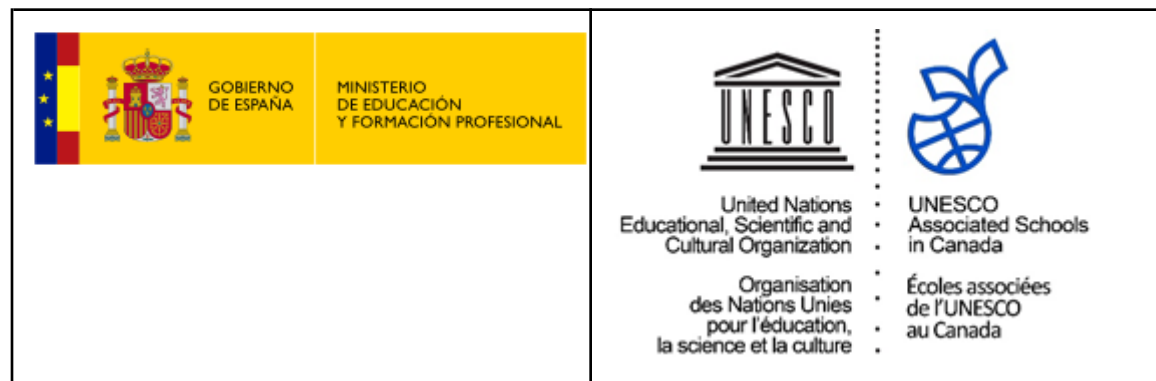 GOBIERNO
DE ESPAÑA
MINISTERIO
DE EDUCACIÓN
Y FORMACIÓN PROFESIONAL
UNESCO
United Nations
Educational, Scientific and
Cultural Organization
Organisation
des Nations Unies
pour l'éducation,
la science et la culture
UNESCO
Associated Schools
in Canada
Écoles associées
de l'UNESCO
au Canada